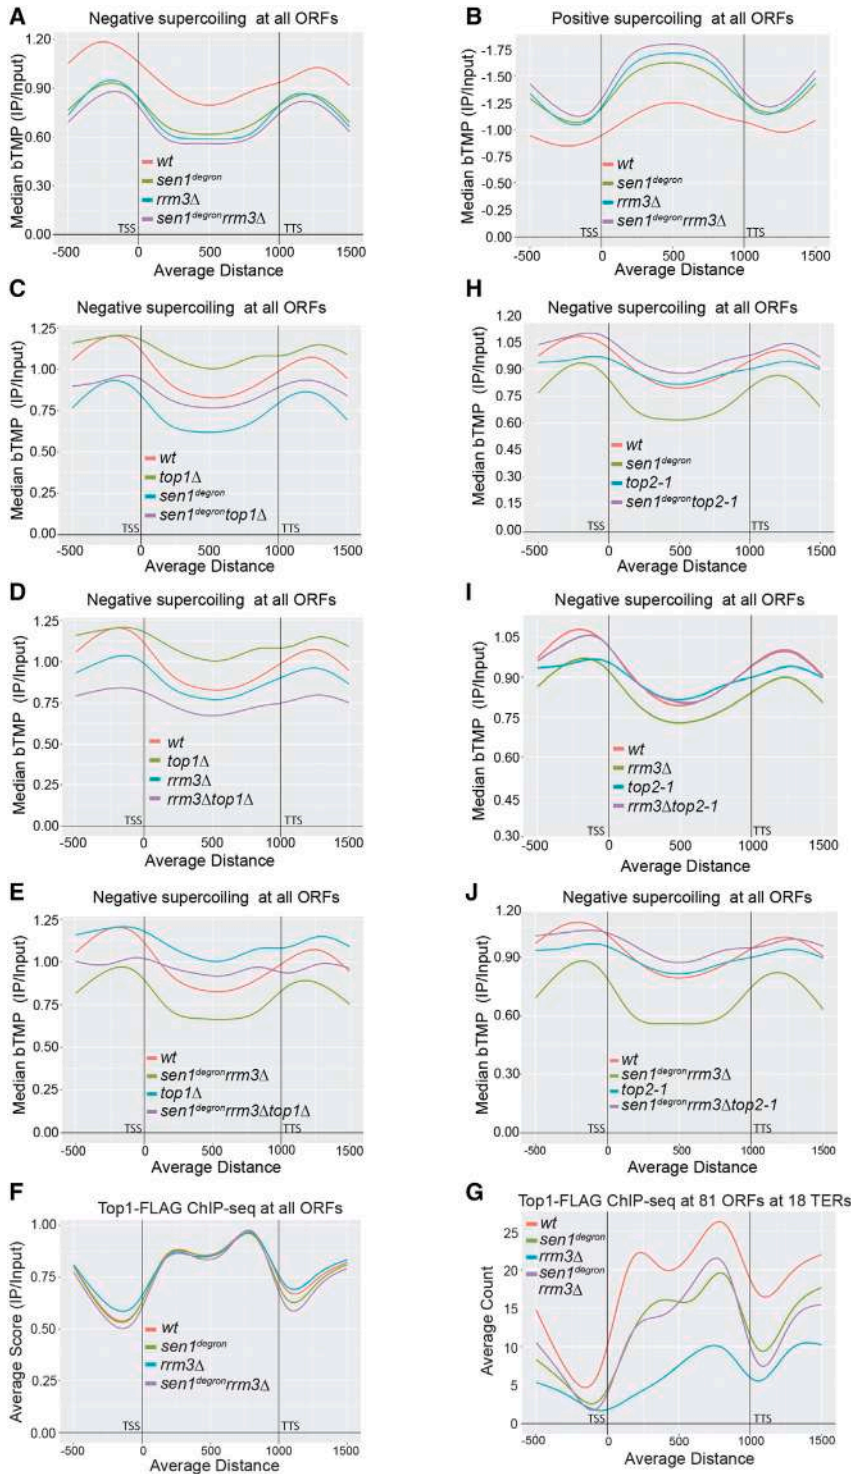 A
Negative supercoiling at all ORFs
Median bTMP (IP/Input)
1.20
0.90
0.60
0.30
0.00
wt
sen1degron
rrm3Δ
sen1degronrrm3Δ
TSS
TTS
-500 0 500 1000 1500
Average Distance
B
Positive supercoiling at all ORFs
Median bTMP (IP/Input)
-1.75
-1.50
-1.25
-1.00
-0.75
-0.50
-0.25
0.00
wt
sen1degron
rrm3Δ
sen1degronrrm3Δ
TSS
TTS
-500 0 500 1000 1500
Average Distance
C
Negative supercoiling at all ORFs
Median bTMP (IP/Input)
1.25
1.00
0.75
0.50
0.25
0.00
wt
top1Δ
sen1degron
sen1degrontop1Δ
TSS
TTS
-500 0 500 1000 1500
Average Distance
H
Negative supercoiling at all ORFs
Median bTMP (IP/Input)
1.20
1.05
0.90
0.75
0.60
0.45
0.30
0.15
0.00
wt
sen1degron
top2-1
sen1degrontop2-1
TSS
TTS
-500 0 500 1000 1500
Average Distance
D
Negative supercoiling at all ORFs
Median bTMP (IP/Input)
1.25
1.00
0.75
0.50
0.25
0.00
wt
top1Δ
rrm3Δ
rrm3Δtop1Δ
TSS
TTS
-500 0 500 1000 1500
Average Distance
I
Negative supercoiling at all ORFs
Median bTMP (IP/Input)
1.05
0.90
0.75
0.60
0.45
0.30
wt
rrm3Δ
top2-1
rrm3Δtop2-1
TSS
TTS
-500 0 500 1000 1500
Average Distance
E
Negative supercoiling at all ORFs
Median bTMP (IP/Input)
1.25
1.00
0.75
0.50
0.25
0.00
wt
sen1degronrrm3Δ
top1Δ
sen1degronrrm3Δtop1Δ
TSS
TTS
-500 0 500 1000 1500
Average Distance
J
Negative supercoiling at all ORFs
Median bTMP (IP/Input)
1.20
0.90
0.60
0.30
0.00
wt
sen1degronrrm3Δ
top2-1
sen1degronrrm3Δtop2-1
TSS
TTS
-500 0 500 1000 1500
Average Distance
F
Top1-FLAG ChIP-seq at all ORFs
Average Score (IP/Input)
1.00
0.75
0.50
0.25
0.00
wt
sen1degron
rrm3Δ
sen1degronrrm3Δ
TSS
TTS
-500 0 500 1000 1500
Average Distance
G
Top1-FLAG ChIP-seq at 81 ORFs at 18 TERs
Average Count
25
20
15
10
5
0
wt
sen1degron
rrm3Δ
sen1degron
rrm3Δ
TSS
TTS
-500 0 500 1000 1500
Average Distance